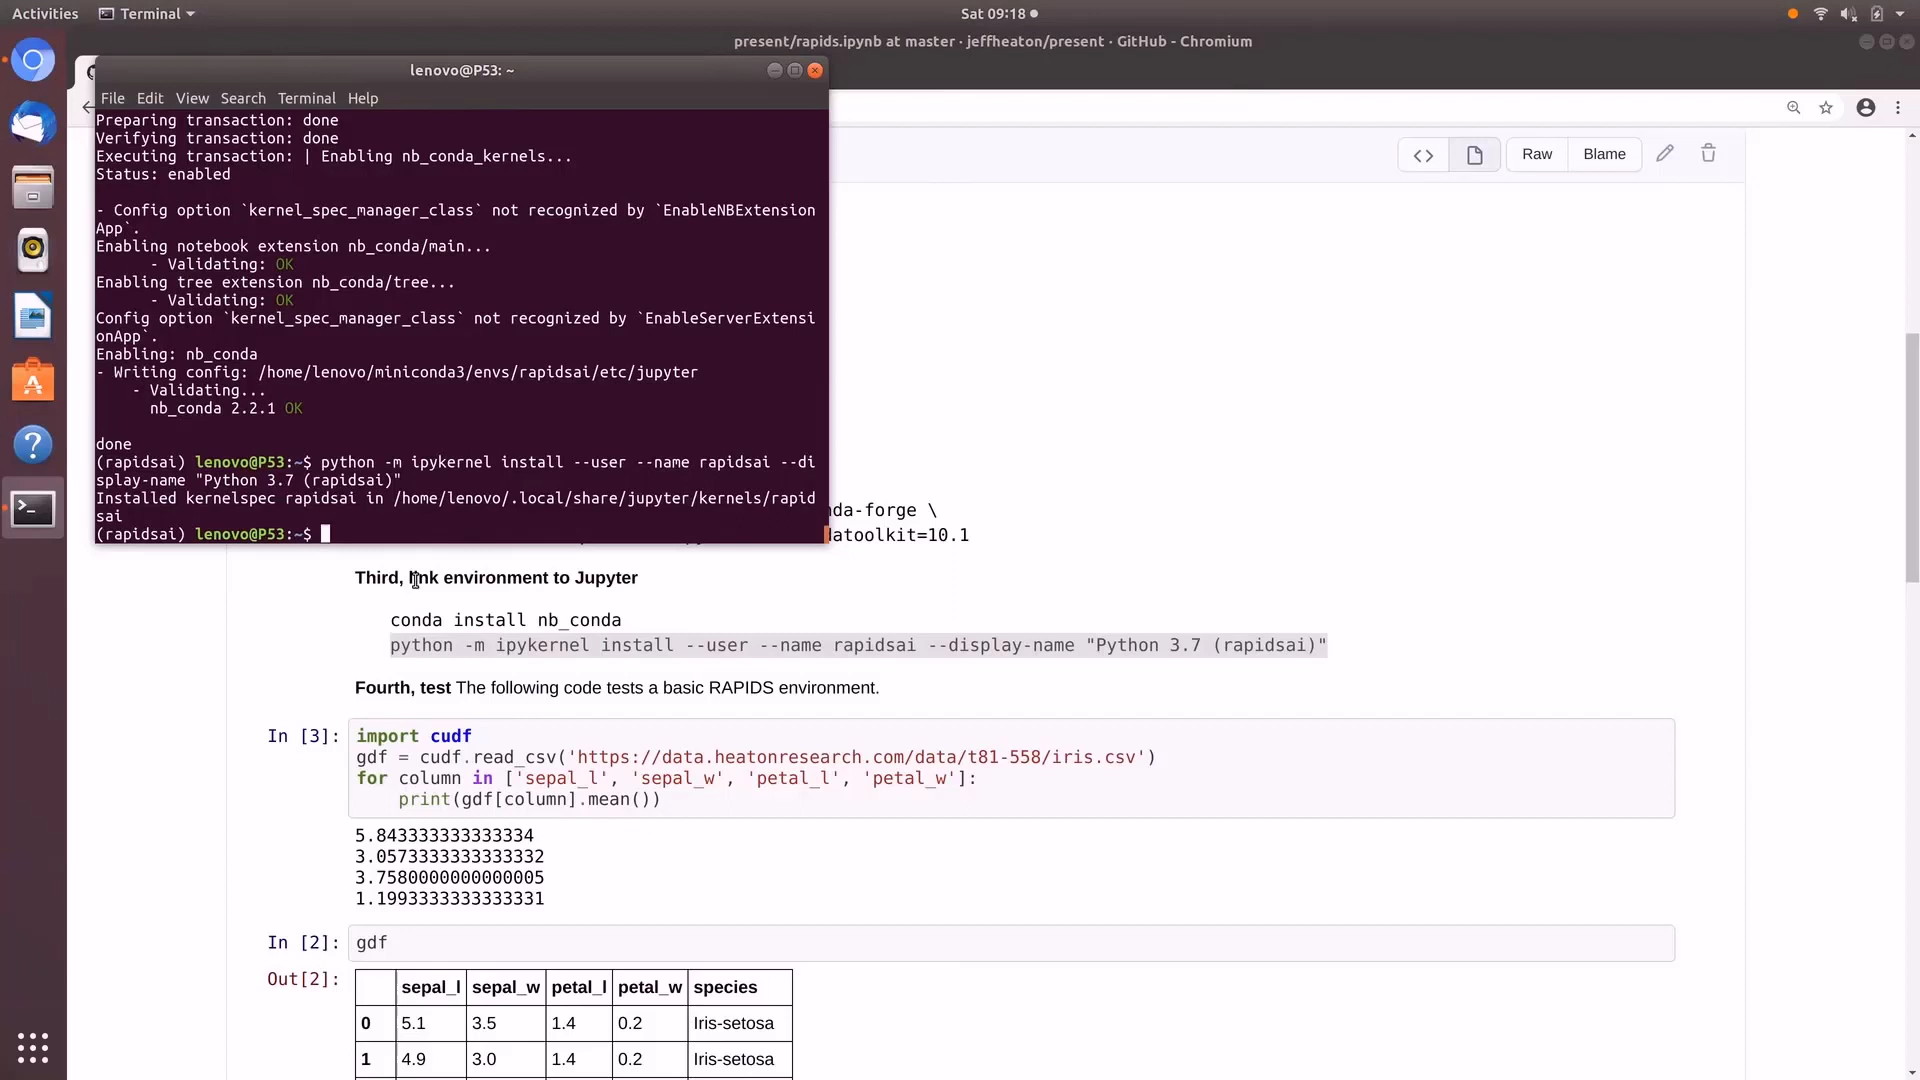 Activities
Terminal
Sat 09:18
present/rapids.ipynb at master · jeffheaton/present · GitHub - Chromium
lenovo@P53: ~
File Edit View Search Terminal Help
Preparing transaction: done
Verifying transaction: done
Executing transaction: | Enabling nb_conda_kernels...
Status: enabled
- Config option `kernel_spec_manager_class` not recognized by `EnableNBExtension
App`.
Enabling notebook extension nb_conda/main...
- Validating: OK
Enabling tree extension nb_conda/tree...
- Validating: OK
Config option `kernel_spec_manager_class` not recognized by `EnableServerExtensi
onApp`.
Enabling: nb_conda
- Writing config: /home/lenovo/miniconda3/envs/rapidsai/etc/jupyter
- Validating...
nb_conda 2.2.1 OK
done
(rapidsai) lenovo@P53:~$ python -m ipykernel install --user --name rapidsai --di
splay-name "Python 3.7 (rapidsai)"
Installed kernelspec rapidsai in /home/lenovo/.local/share/jupyter/kernels/rapid
sai
(rapidsai) lenovo@P53:~$
Raw
Blame
nda-forge \
datoolkit=10.1
Third, link environment to Jupyter
conda install nb_conda
python -m ipykernel install --user --name rapidsai --display-name "Python 3.7 (rapidsai)"
Fourth, test The following code tests a basic RAPIDS environment.
In [3]:
import cudf
gdf = cudf.read_csv('https://data.heatonresearch.com/data/t81-558/iris.csv')
for column in ['sepal_l', 'sepal_w', 'petal_l', 'petal_w']:
print(gdf[column].mean())
5.843333333333334
3.0573333333333332
3.7580000000000005
1.1993333333333331
In [2]: gdf
Out[2]:
sepal_l sepal_w petal_l petal_w species
0 5.1 3.5 1.4 0.2 Iris-setosa
1 4.9 3.0 1.4 0.2 Iris-setosa